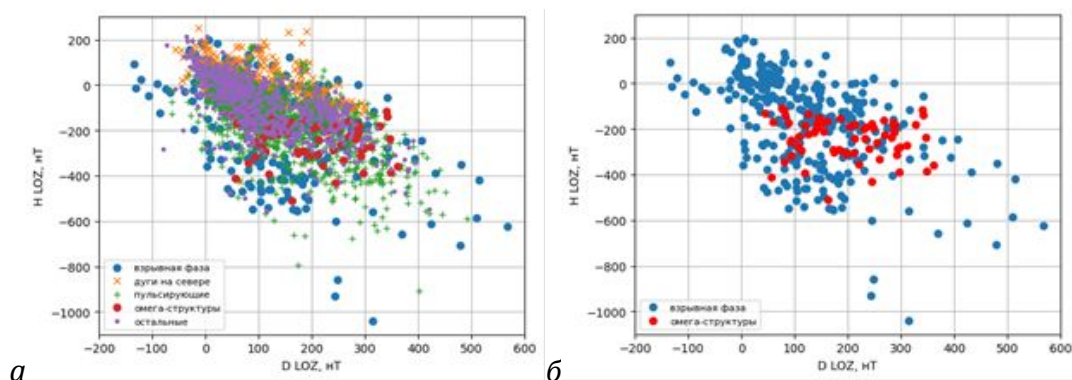 200
0
−200
−400
−600
−800
−1000
H LOZ, нТ
взрывная фаза
дуги на севере
пульсирующие
омега-структуры
остальные
−200 −100 0 100 200 300 400 500 600
D LOZ, нТ
а
200
0
−200
−400
−600
−800
−1000
H LOZ, нТ
взрывная фаза
омега-структуры
−200 −100 0 100 200 300 400 500 600
D LOZ, нТ
б